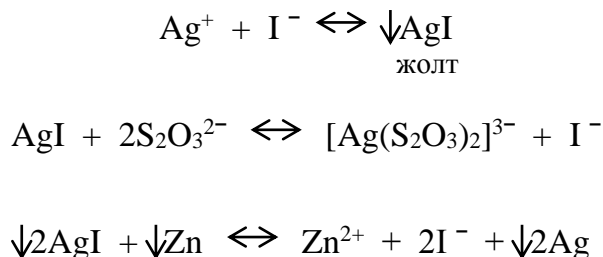 Ag⁺ + I⁻ ⟷ ↓AgI
жолт
AgI + 2S₂O₃²⁻ ⟷ [Ag(S₂O₃)₂]³⁻ + I⁻
↓2AgI + ↓Zn ⟷ Zn²⁺ + 2I⁻ + ↓2Ag